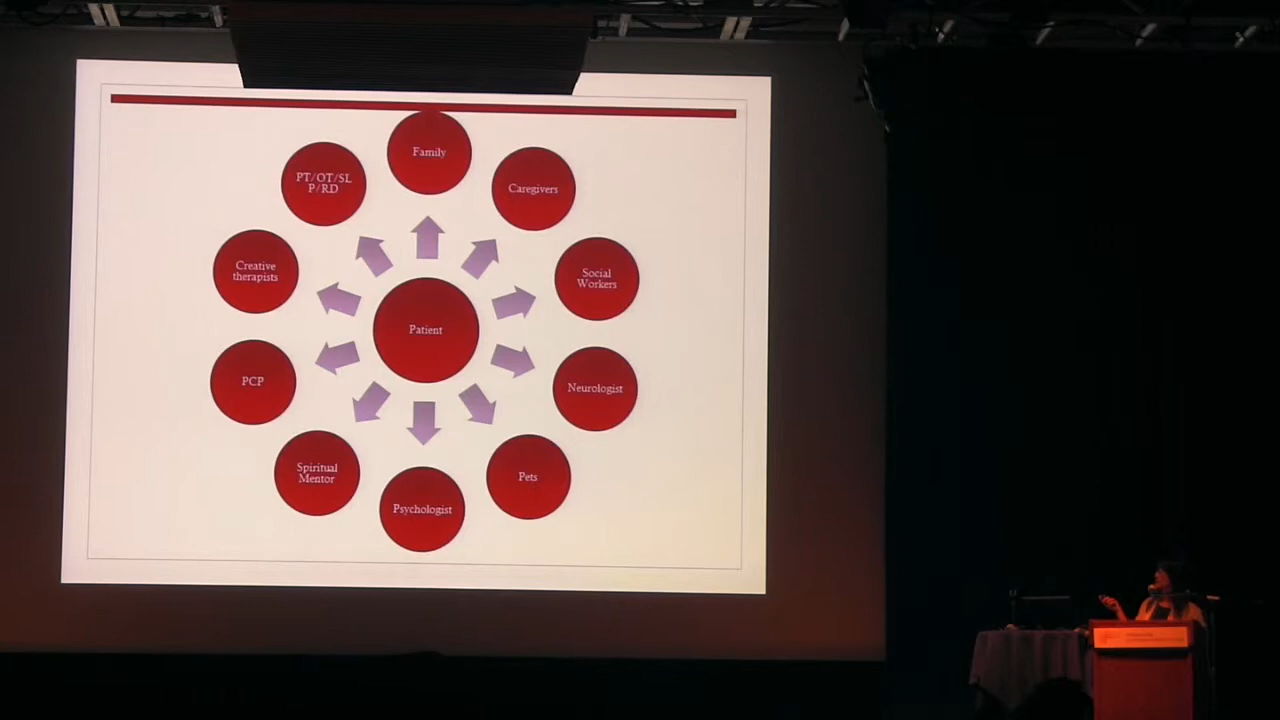 Family
PT/OT/SL
P/RD
Caregivers
Creative
therapists
Social
Workers
Patient
PCP
Neurologist
Spiritual
Mentor
Pets
Psychologist